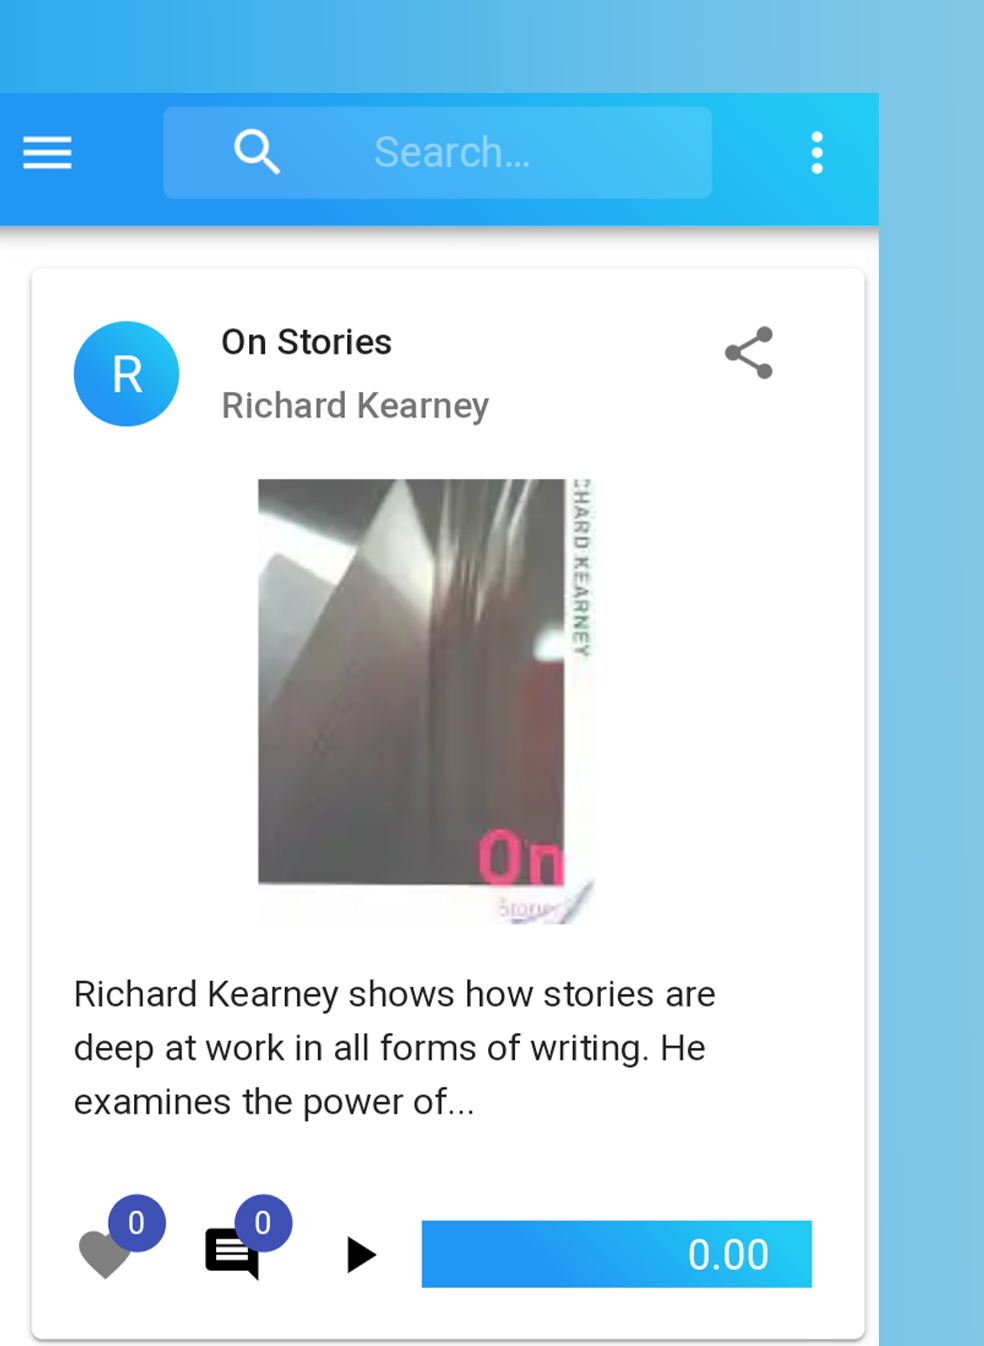 Search...
R
On Stories
Richard Kearney
CHARD KEARNEY
On
Stories
Richard Kearney shows how stories are
deep at work in all forms of writing. He
examines the power of...
0
0
0.00